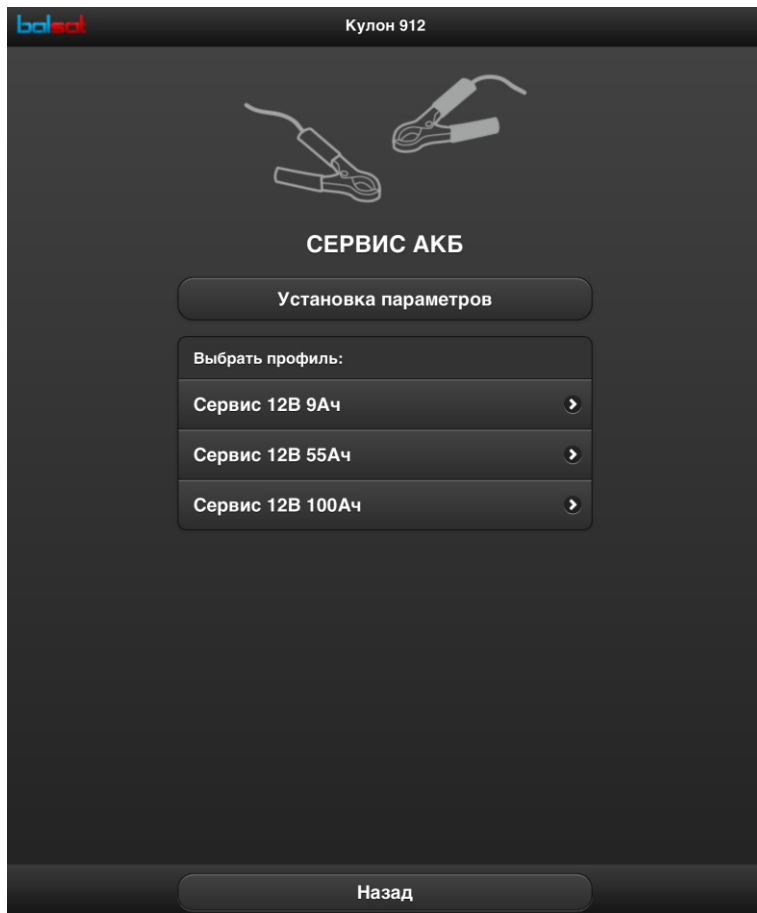 balsat
Кулон 912
СЕРВИС АКБ
Установка параметров
Выбрать профиль:
Сервис 12В 9Ач
Сервис 12В 55Ач
Сервис 12В 100Ач
Назад